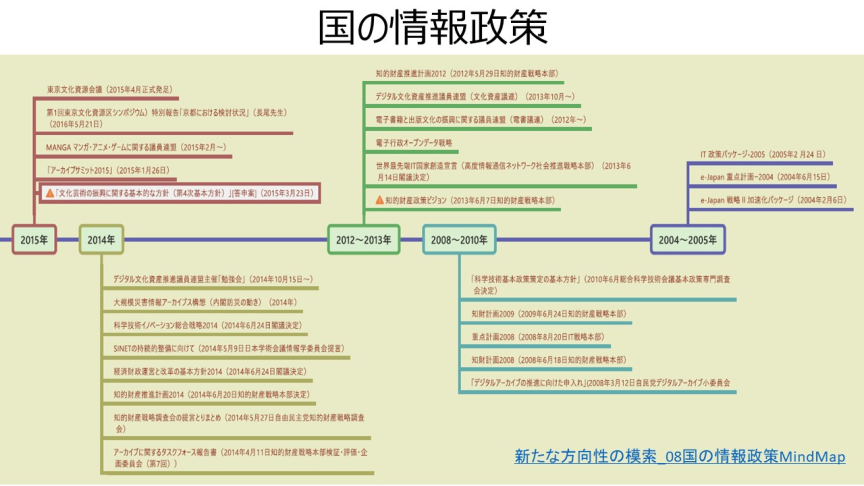 国の情報政策
東京文化資源会議（2015年4月正式発足）
第1回東京文化資源区シンポジウム）特別報告「京都における検討状況」（長尾先生）
（2016年5月21日）
MANGA マンガ・アニメ・ゲームに関する議員連盟（2015年2月～）
「アーカイブサミット2015」（2015年1月26日）
「文化芸術の振興に関する基本的な方針（第4次基本方針）」[答申案]（2015年3月23日）
知的財産推進計画2012（2012年5月29日知的財産戦略本部）
デジタル文化資産推進議員連盟（文化資産議連）（2013年10月～）
電子書籍と出版文化の振興に関する議員連盟（電書議連）（2012年～）
電子行政オープンデータ戦略
世界最先端IT国家創造宣言（高度情報通信ネットワーク社会推進戦略本部）（2013年6
月14日閣議決定）
知的財産政策ビジョン（2013年6月7日知的財産戦略本部）
IT 政策パッケージ-2005（2005年2月24日）
e-Japan 重点計画-2004（2004年6月15日）
e-Japan 戦略Ⅱ加速化パッケージ（2004年2月6日）
2015年
2014年
2012～2013年
2008～2010年
2004～2005年
デジタル文化資産推進議員連盟主催「勉強会」（2014年10月15日～）
大規模災害情報アーカイブス構想（内閣防災の動き）（2014年）
科学技術イノベーション総合戦略2014（2014年6月24日閣議決定）
SINETの持続的整備に向けて（2014年5月9日日本学術会議情報学委員会提言）
経済財政運営と改革の基本方針2014（2014年6月24日閣議決定）
知的財産推進計画2014（2014年6月20日知的財産戦略本部決定）
知的財産戦略調査会の提言とりまとめ（2014年5月27日自由民主党知的財産戦略調査
会）
アーカイブに関するタスクフォース報告書（2014年4月11日知的財産戦略本部検証・評価・企
画委員会（第7回））
「科学技術基本政策策定の基本方針」（2010年6月総合科学技術会議基本政策専門調査
会決定）
知財計画2009（2009年6月24日知的財産戦略本部）
重点計画2008（2008年8月20日IT戦略本部）
知財計画2008（2008年6月18日知的財産戦略本部）
「デジタルアーカイブの推進に向けた申入れ」(2008年3月12日自民党デジタルアーカイブ小委員会
新たな方向性の模索_08国の情報政策MindMap